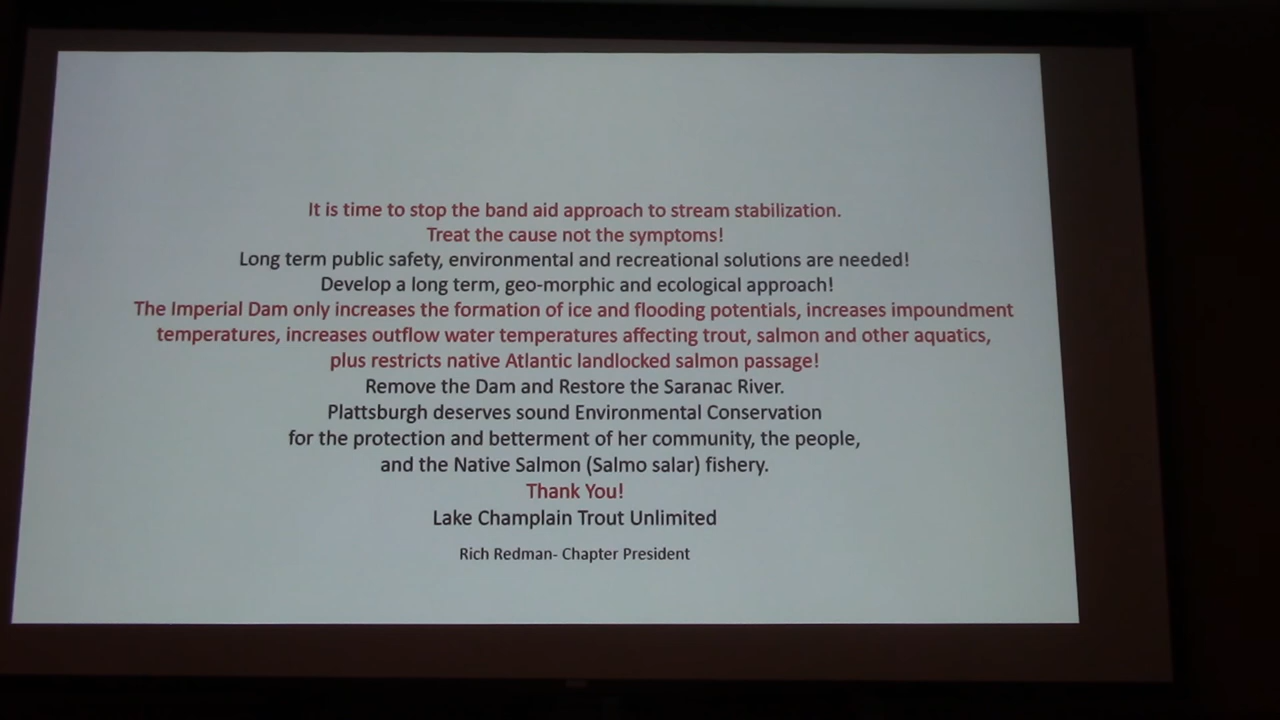 It is time to stop the band aid approach to stream stabilization.
Treat the cause not the symptoms!
Long term public safety, environmental and recreational solutions are needed!
Develop a long term, geo-morphic and ecological approach!
The Imperial Dam only increases the formation of ice and flooding potentials, increases impoundment
temperatures, increases outflow water temperatures affecting trout, salmon and other aquatics,
plus restricts native Atlantic landlocked salmon passage!
Remove the Dam and Restore the Saranac River.
Plattsburgh deserves sound Environmental Conservation
for the protection and betterment of her community, the people,
and the Native Salmon (Salmo salar) fishery.
Thank You!
Lake Champlain Trout Unlimited
Rich Redman- Chapter President